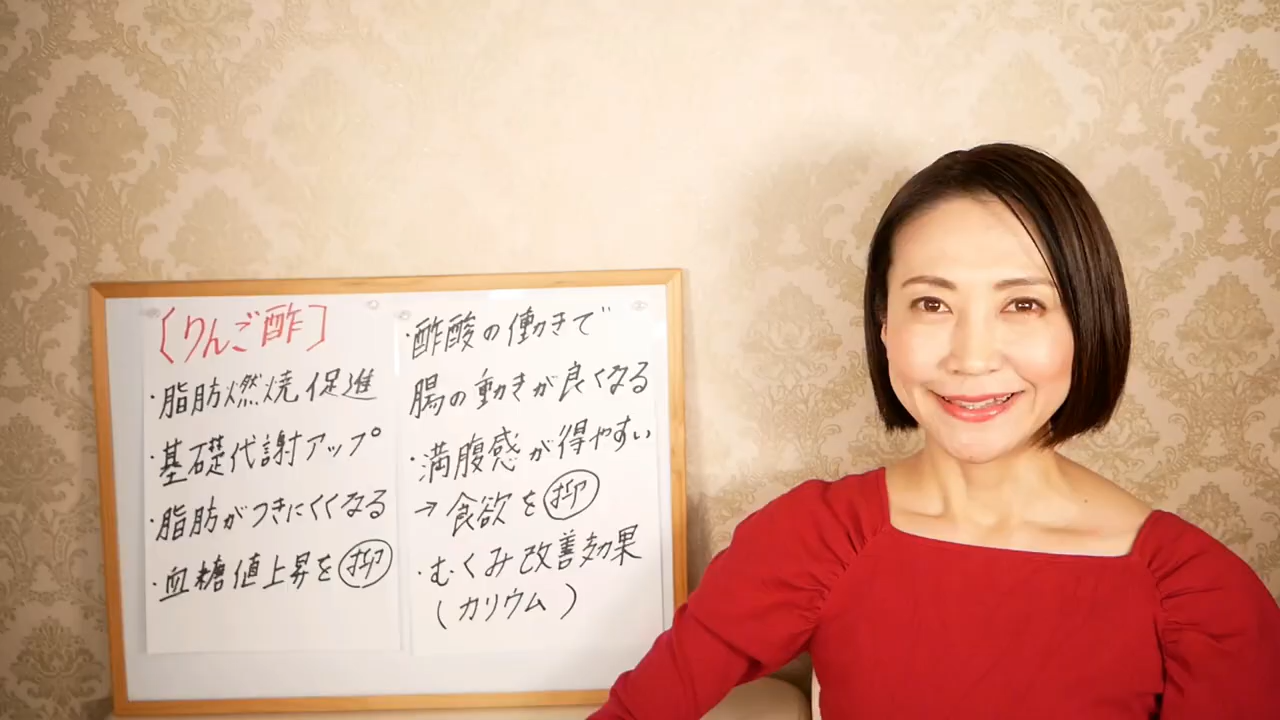 〔りんご酢〕
・脂肪燃焼促進
・基礎代謝アップ
・脂肪がつきにくくなる
・血糖値上昇を抑
・酢酸の働きで
腸の動きが良くなる
・満腹感が得やすい
→食欲を抑
・むくみ改善効果
(カリウム)